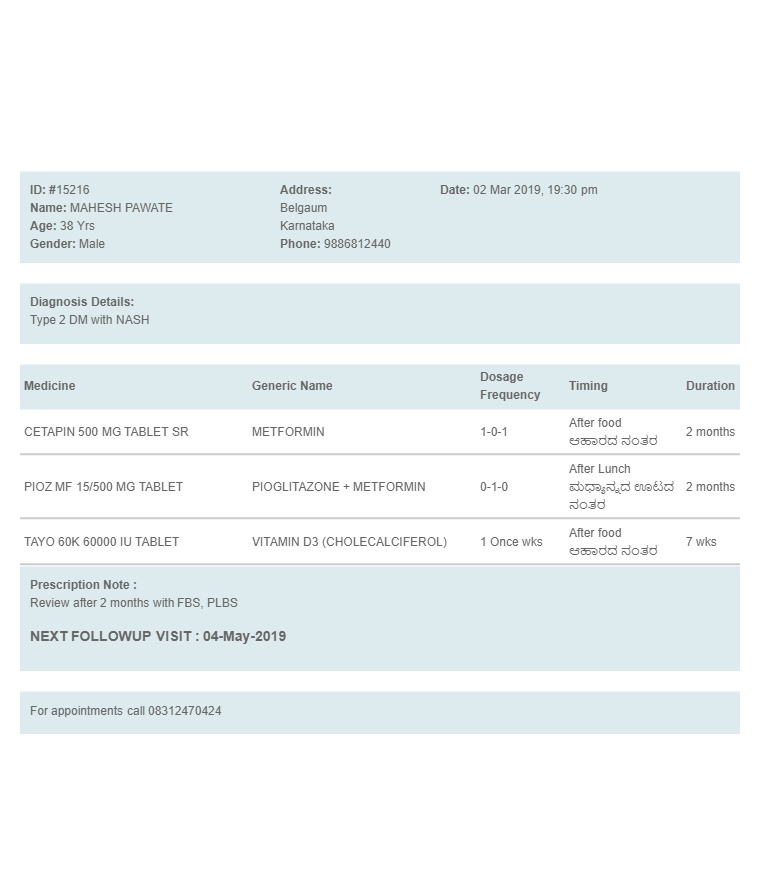 ID: #15216
Name: MAHESH PAWATE
Age: 38 Yrs
Gender: Male
Address:
Belgaum
Karnataka
Phone: 9886812440
Date: 02 Mar 2019, 19:30 pm
Diagnosis Details:
Type 2 DM with NASH
Medicine Generic Name Dosage Frequency Timing Duration
CETAPIN 500 MG TABLET SR METFORMIN 1-0-1 After food 2 months
ಆಹಾರದ ನಂತರ
PIOZ MF 15/500 MG TABLET PIOGLITAZONE + METFORMIN 0-1-0 After Lunch 2 months
ಮಧ್ಯಾನ್ನದ ಊಟದ
ನಂತರ
TAYO 60K 60000 IU TABLET VITAMIN D3 (CHOLECALCIFEROL) 1 Once wks After food 7 wks
ಆಹಾರದ ನಂತರ
Prescription Note :
Review after 2 months with FBS, PLBS
NEXT FOLLOWUP VISIT : 04-May-2019
For appointments call 08312470424